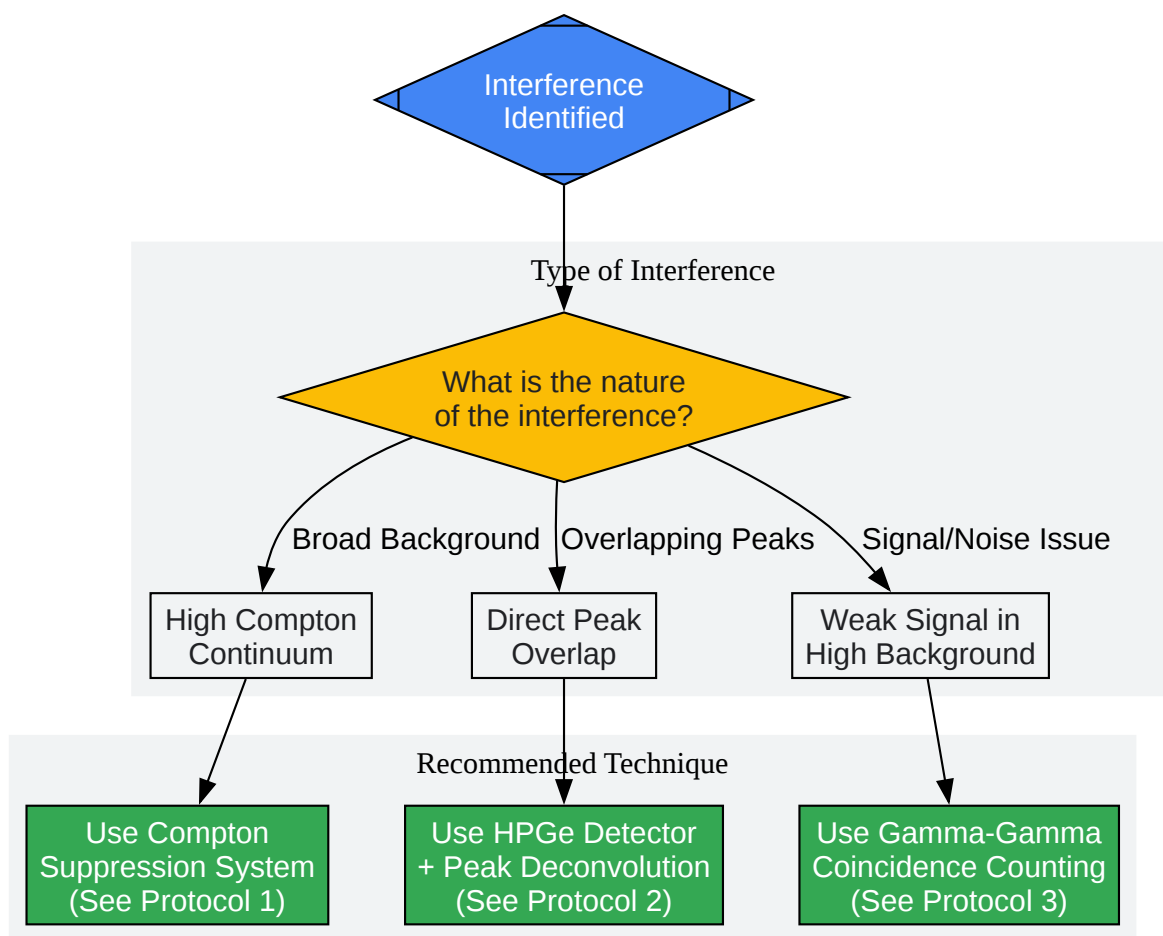 Interference
Identified
Type of Interference
What is the nature
of the interference?
Broad Background
Overlapping Peaks
Signal/Noise Issue
High Compton
Continuum
Direct Peak
Overlap
Weak Signal in
High Background
Recommended Technique
Use Compton
Suppression System
(See Protocol 1)
Use HPGe Detector
+ Peak Deconvolution
(See Protocol 2)
Use Gamma-Gamma
Coincidence Counting
(See Protocol 3)